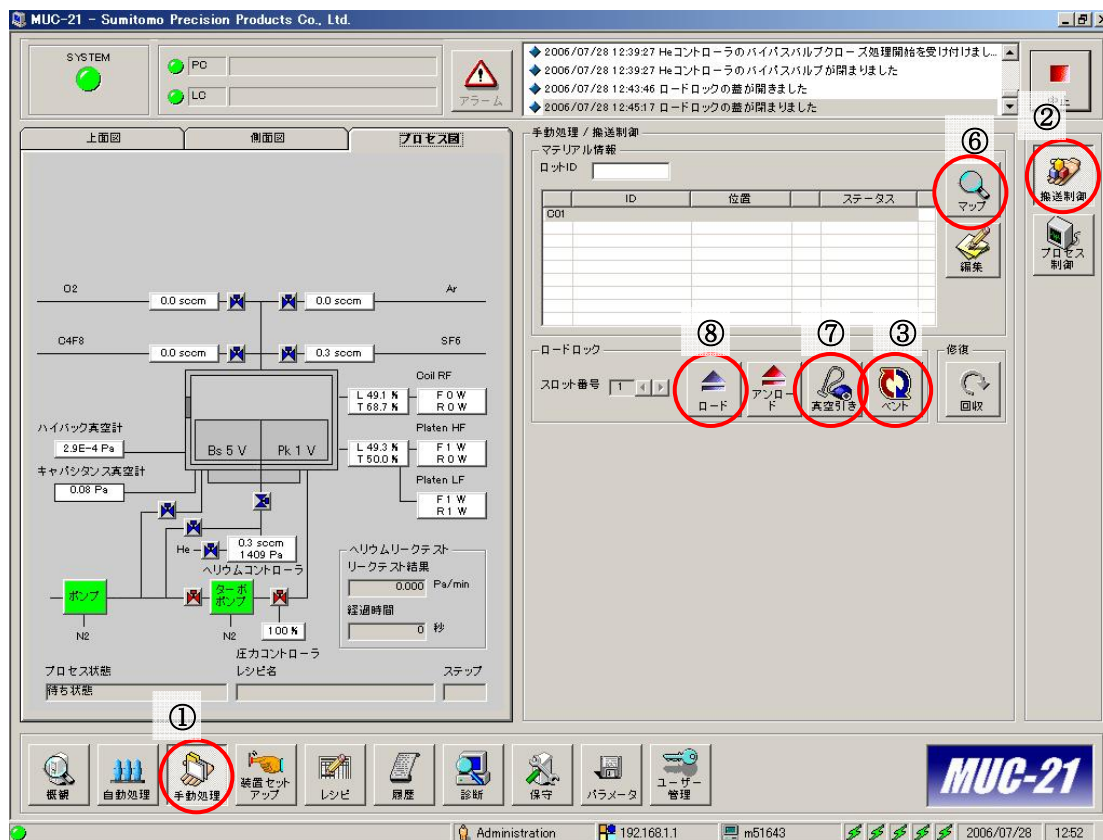 MUC-21 - Sumitomo Precision Products Co., Ltd.
SYSTEM
PC
LC
アラーム
2006/07/28 12:39:27 Heコントローラのバイパスバルブクローズ処理開始を受け付けまし...
2006/07/28 12:39:27 Heコントローラのバイパスバルブが閉まりました
2006/07/28 12:43:46 ロードロックの蓋が開きました
2006/07/28 12:45:17 ロードロックの蓋が閉まりました
中止
上面図
側面図
プロセス図
O2
0.0 sccm
0.0 sccm
Ar
C4F8
0.0 sccm
0.3 sccm
SF6
Coil RF
L 49.1 %
T 68.7 %
F 0 W
R 0 W
ハイバック真空計
2.9E-4 Pa
Bs 5 V
Pk 1 V
Platen HF
L 49.3 %
T 50.0 %
F 1 W
R 0 W
キャパシタンス真空計
0.08 Pa
Platen LF
F 1 W
R 1 W
He
0.3 sccm
1409 Pa
ヘリウムコントローラ
ポンプ
N2
ターボ
ポンプ
N2
100 %
圧力コントローラ
ヘリウムリークテスト
リークテスト結果
0.000 Pa/min
経過時間
0 秒
プロセス状態
レシピ名
ステップ
待ち状態
手動処理 / 搬送制御
マテリアル情報
ロットID
ID
位置
ステータス
C01
⑥
マップ
編集
②
搬送制御
プロセス
制御
ロードロック
スロット番号
1
⑧
ロード
アンロー
ド
⑦
真空引き
③
ベント
修復
回収
①
概観
自動処理
手動処理
装置セット
アップ
レシピ
履歴
診断
保守
パラメータ
ユーザー
管理
MUC-21
Administration
192.168.1.1
m51643
2006/07/28
12:52